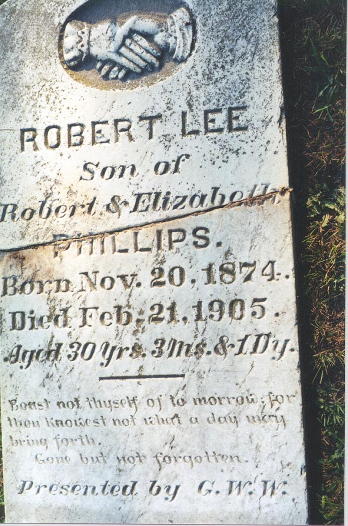 ROBERT LEE
Son of
Robert & Elizabeth
PHILLIPS.
Born Nov. 20, 1874.
Died Feb. 21, 1905.
Aged 30 Yrs. 3 Ms. & 1 Dy.
Boast not thyself of to morrow; for
thou knowest not what a day may
bring forth.
Gone but not forgotten.
Presented by G. W. W.